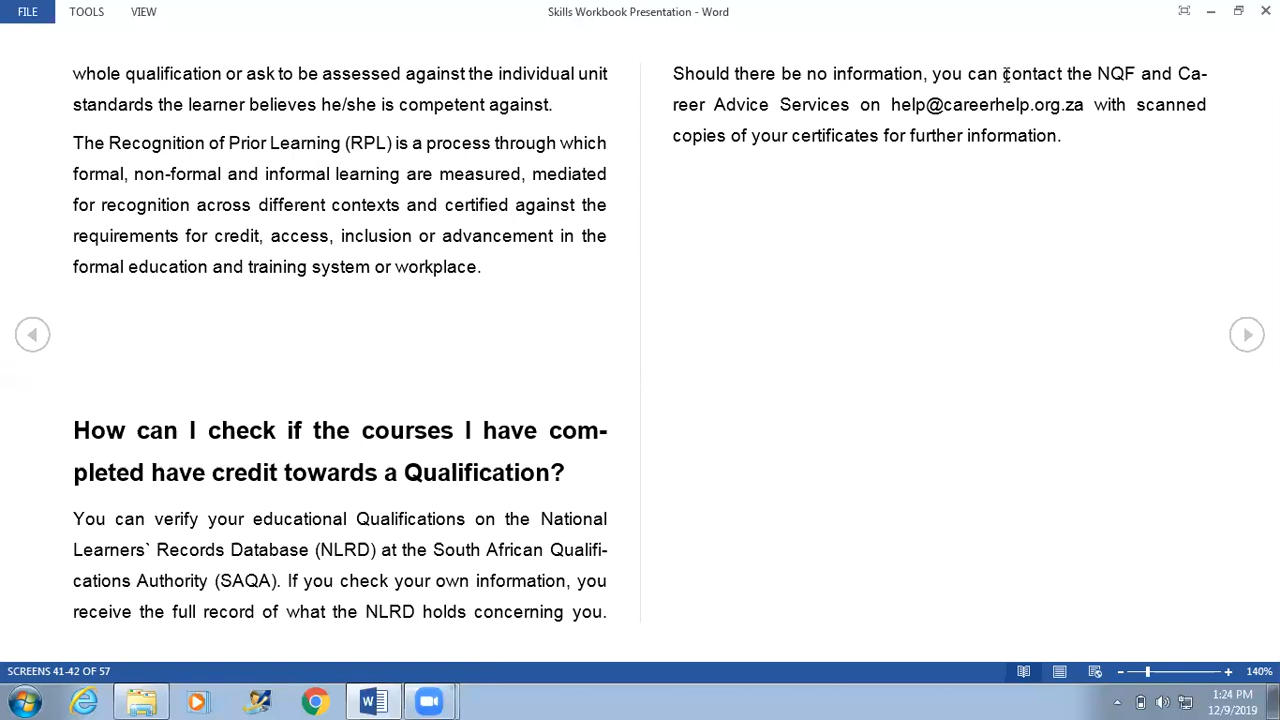 FILE
TOOLS
VIEW
Skills Workbook Presentation - Word
whole qualification or ask to be assessed against the individual unit
standards the learner believes he/she is competent against.
The Recognition of Prior Learning (RPL) is a process through which
formal, non-formal and informal learning are measured, mediated
for recognition across different contexts and certified against the
requirements for credit, access, inclusion or advancement in the
formal education and training system or workplace.
How can I check if the courses I have com-
pleted have credit towards a Qualification?
You can verify your educational Qualifications on the National
Learners` Records Database (NLRD) at the South African Qualifi-
cations Authority (SAQA). If you check your own information, you
receive the full record of what the NLRD holds concerning you.
Should there be no information, you can contact the NQF and Ca-
reer Advice Services on help@careerhelp.org.za with scanned
copies of your certificates for further information.
SCREENS 41-42 OF 57
140%
1:24 PM
12/9/2019